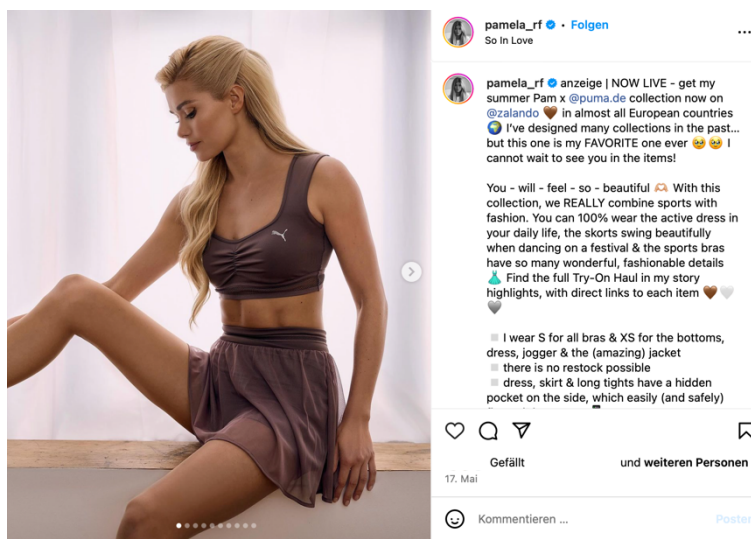 pamela_rf • Folgen
So In Love
pamela_rf anzeige | NOW LIVE - get my
summer Pam x @puma.de collection now on
@zalando 🤎 in almost all European countries
🌍 I've designed many collections in the past...
but this one is my FAVORITE one ever 🥹 🥹 I
cannot wait to see you in the items!
You - will - feel - so - beautiful 🫶🏼 With this
collection, we REALLY combine sports with
fashion. You can 100% wear the active dress in
your daily life, the skorts swing beautifully
when dancing on a festival & the sports bras
have so many wonderful, fashionable details
👗 Find the full Try-On Haul in my story
highlights, with direct links to each item 🤎 🤍
🩶
◽ I wear S for all bras & XS for the bottoms,
dress, jogger & the (amazing) jacket
◽ there is no restock possible
◽ dress, skirt & long tights have a hidden
pocket on the side, which easily (and safely)
Gefällt und weiteren Personen
17. Mai
Kommentieren ...
Posten